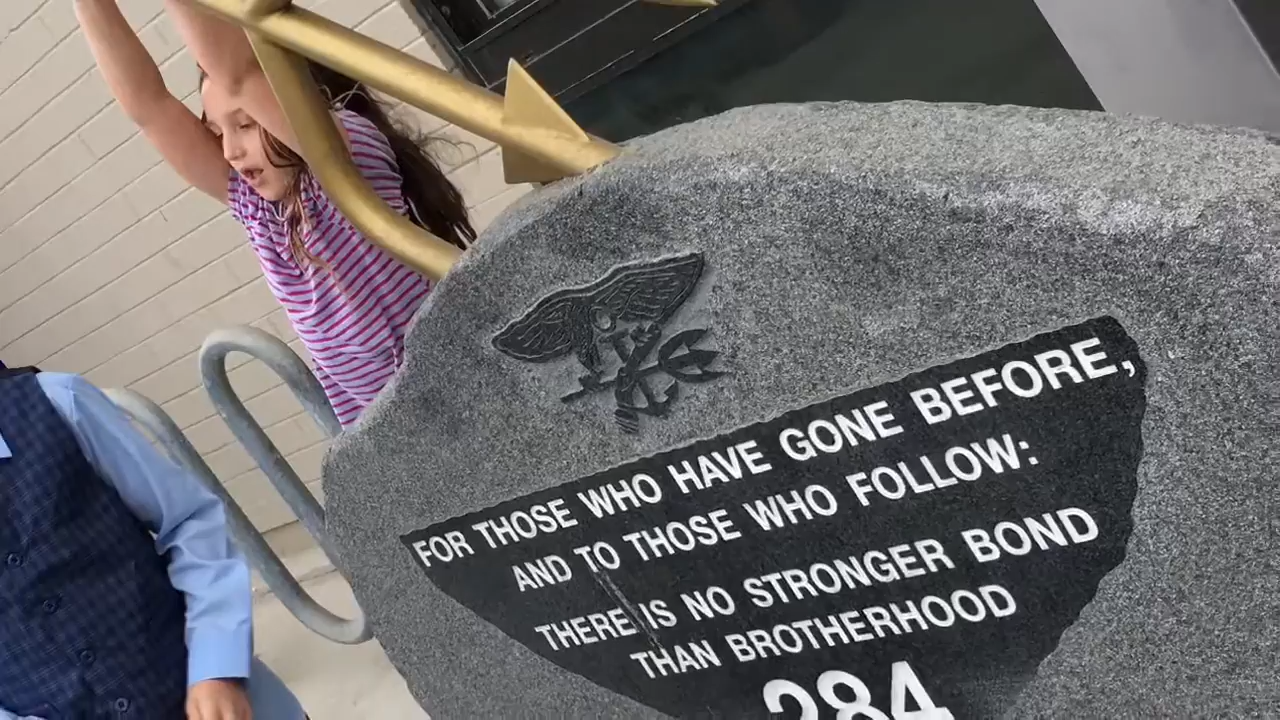 FOR THOSE WHO HAVE GONE BEFORE,
AND TO THOSE WHO FOLLOW:
THERE IS NO STRONGER BOND
THAN BROTHERHOOD
284